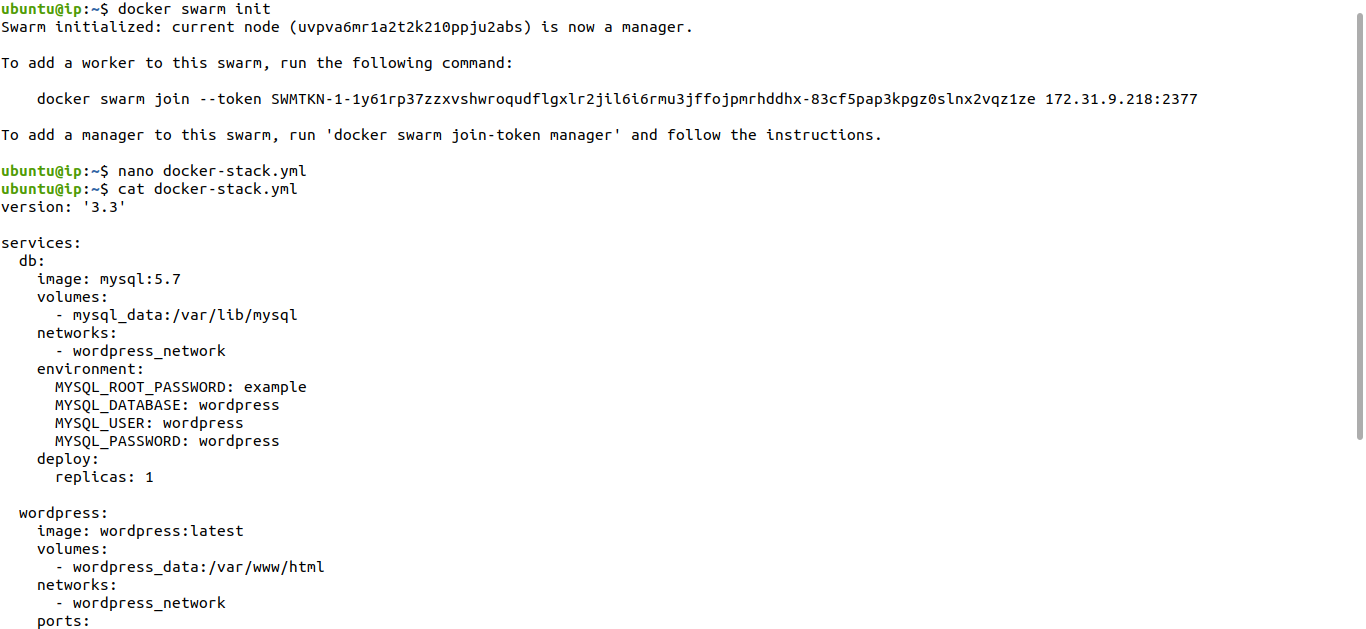 ubuntu@ip:~$ docker swarm init
Swarm initialized: current node (uvpva6mr1a2t2k210ppju2abs) is now a manager.

To add a worker to this swarm, run the following command:

    docker swarm join --token SWMTKN-1-1y61rp37zzxvshwroqudflgxlr2jil6i6rmu3jffojpmrhddhx-83cf5pap3kpgz0slnx2vqz1ze 172.31.9.218:2377

To add a manager to this swarm, run 'docker swarm join-token manager' and follow the instructions.

ubuntu@ip:~$ nano docker-stack.yml
ubuntu@ip:~$ cat docker-stack.yml
version: '3.3'

services:
  db:
    image: mysql:5.7
    volumes:
      - mysql_data:/var/lib/mysql
    networks:
      - wordpress_network
    environment:
      MYSQL_ROOT_PASSWORD: example
      MYSQL_DATABASE: wordpress
      MYSQL_USER: wordpress
      MYSQL_PASSWORD: wordpress
    deploy:
      replicas: 1

  wordpress:
    image: wordpress:latest
    volumes:
      - wordpress_data:/var/www/html
    networks:
      - wordpress_network
    ports: